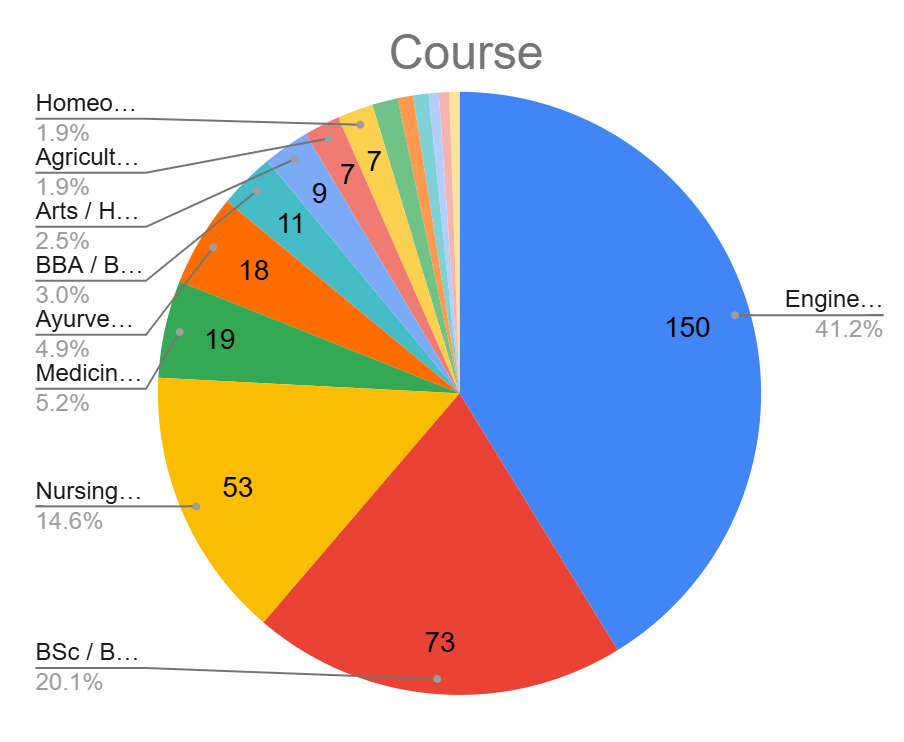 Course
Homeo…
1.9%
Agricult…
1.9%
Arts / H…
2.5%
BBA / B…
3.0%
Ayurve…
4.9%
Medicin…
5.2%
Nursing…
14.6%
BSc / B…
20.1%
Engine…
41.2%
150
73
53
19
18
11
9
7
7